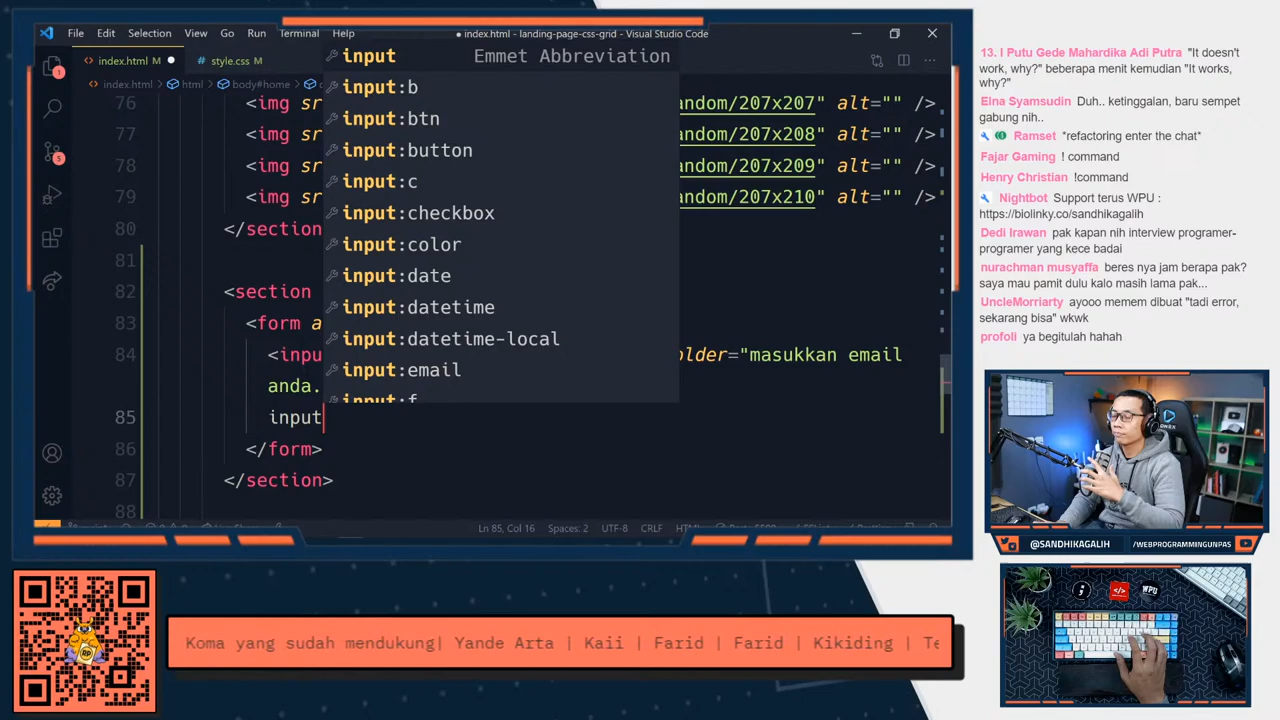 File Edit Selection View Go Run Terminal Help
● index.html - landing-page-css-grid - Visual Studio Code
index.html M ● style.css M
index.html > html > body#home >
76 <img sr andom/207x207" alt="" />
77 <img sr andom/207x208" alt="" />
78 <img sr andom/207x209" alt="" />
79 <img sr andom/207x210" alt="" />
80 </section
81
82 <section
83 <form a
84 <inpu older="masukkan email
anda.
85 input
86 </form>
87 </section>
88
input Emmet Abbreviation
input:b
input:btn
input:button
input:c
input:checkbox
input:color
input:date
input:datetime
input:datetime-local
input:email
input:f
Ln 85, Col 16 Spaces: 2 UTF-8 CRLF
13. I Putu Gede Mahardika Adi Putra "It doesn't
work, why?" beberapa menit kemudian "It works,
why?"
Elna Syamsudin Duh.. ketinggalan, baru sempet
gabung nih..
Ramset *refactoring enter the chat*
Fajar Gaming ! command
Henry Christian !command
Nightbot Support terus WPU :
https://biolinky.co/sandhikagalih
Dedi Irawan pak kapan nih interview programer-
programer yang kece badai
nurachman musyaffa beres nya jam berapa pak?
saya mau pamit dulu kalo masih lama pak...
UncleMorriarty ayooo memem dibuat "tadi error,
sekarang bisa" wkwk
profoli ya begitulah hahah
@SANDHIKAGALIH /WEBPROGRAMMINGUNPAS
WPU
Koma yang sudah mendukung| Yande Arta | Kaii | Farid | Farid | Kikiding | Te